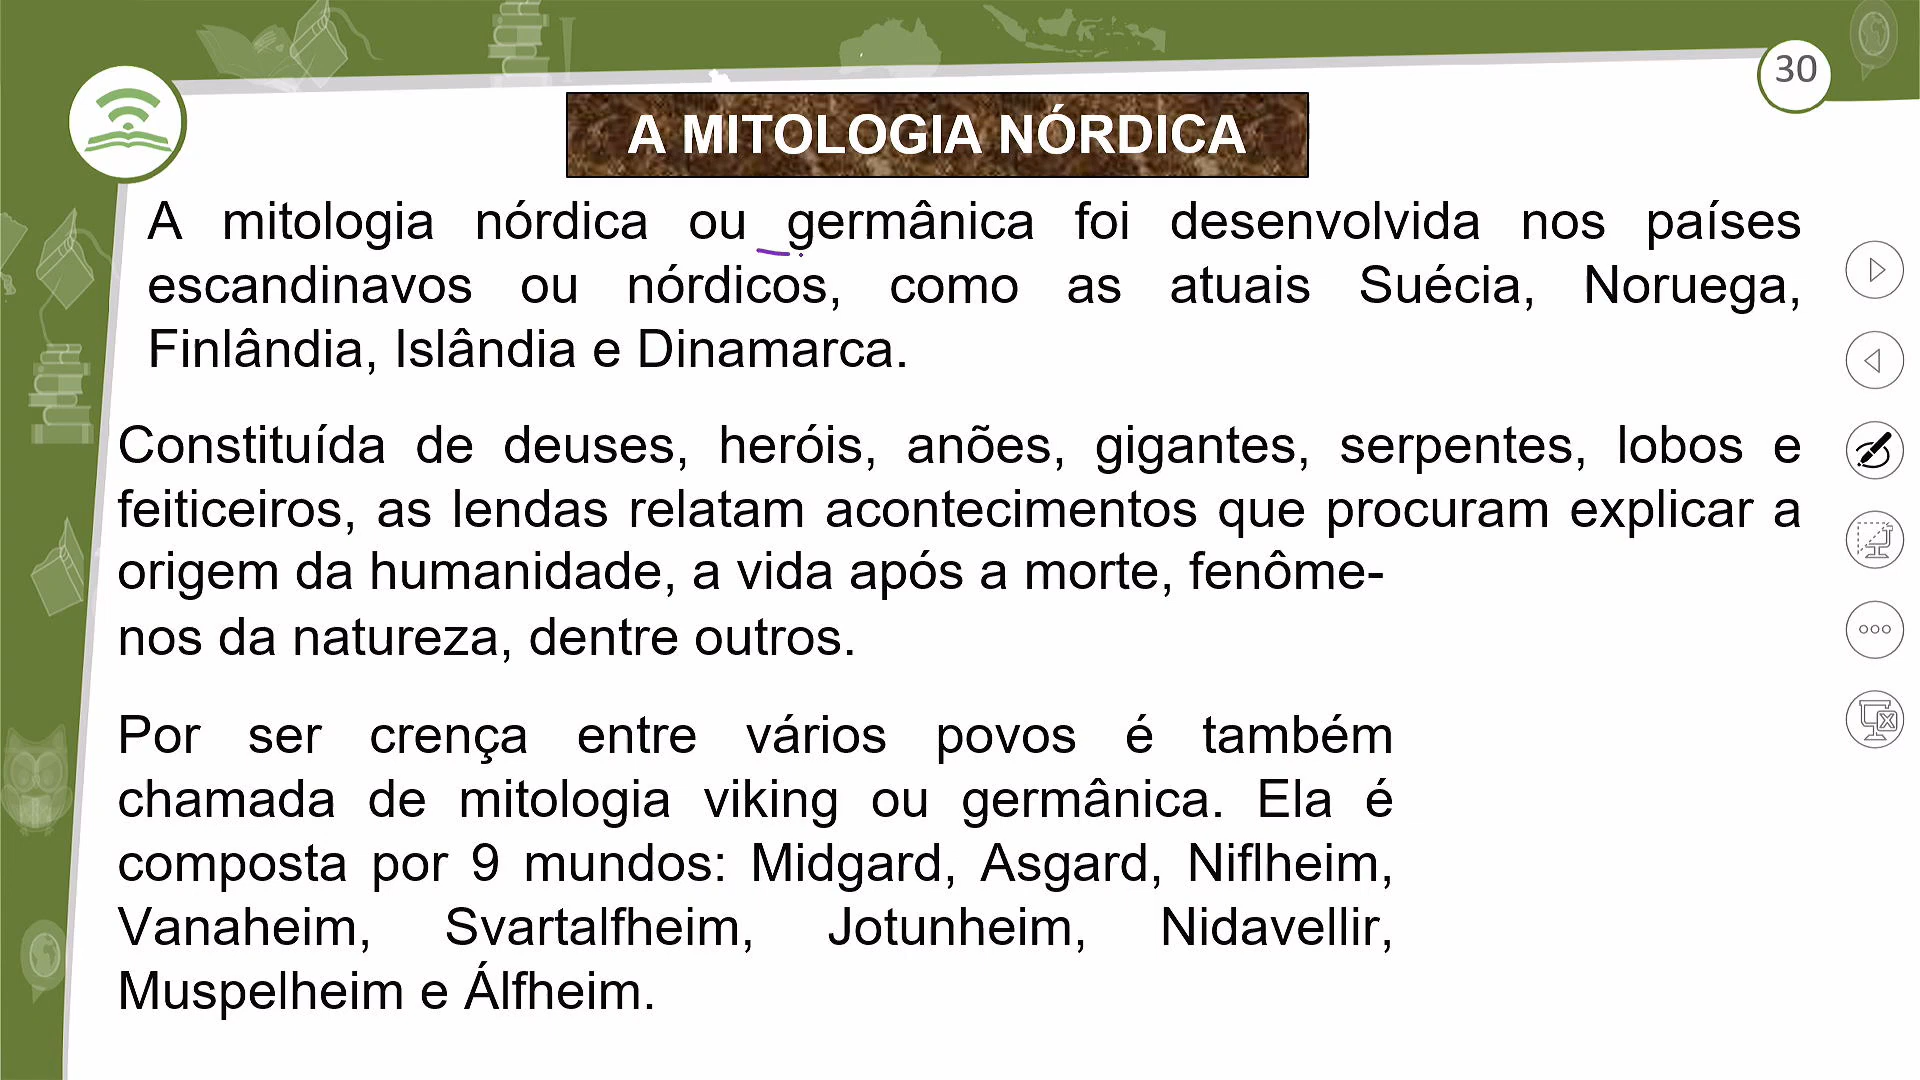 30
A MITOLOGIA NÓRDICA
A mitologia nórdica ou germânica foi desenvolvida nos países
escandinavos ou nórdicos, como as atuais Suécia, Noruega,
Finlândia, Islândia e Dinamarca.
Constituída de deuses, heróis, anões, gigantes, serpentes, lobos e
feiticeiros, as lendas relatam acontecimentos que procuram explicar a
origem da humanidade, a vida após a morte, fenôme-
nos da natureza, dentre outros.
Por ser crença entre vários povos é também
chamada de mitologia viking ou germânica. Ela é
composta por 9 mundos: Midgard, Asgard, Niflheim,
Vanaheim, Svartalfheim, Jotunheim, Nidavellir,
Muspelheim e Álfheim.